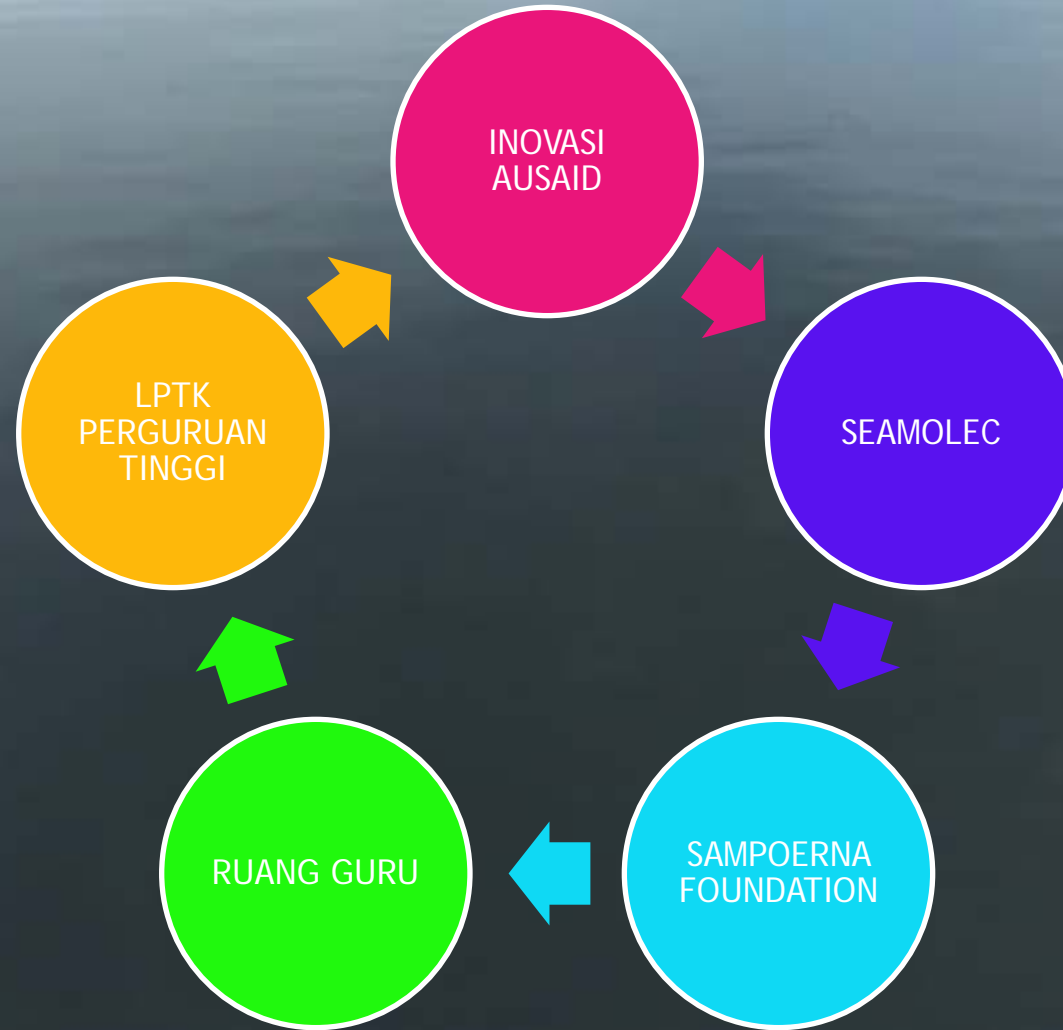 INOVASI
AUSAID
SEAMOLEC
SAMPOERNA
FOUNDATION
RUANG GURU
LPTK
PERGURUAN
TINGGI